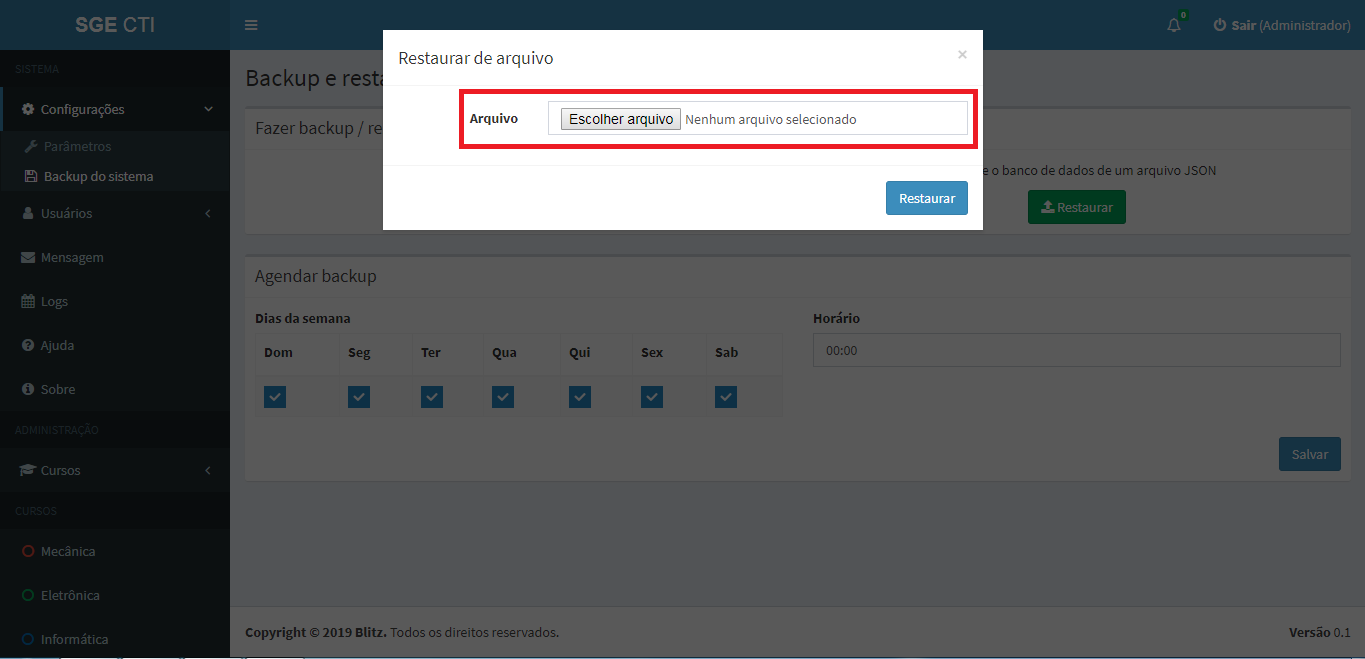 SGE CTI
0
Sair (Administrador)
SISTEMA
Configurações
Parâmetros
Backup do sistema
Usuários
Mensagem
Logs
Ajuda
Sobre
ADMINISTRAÇÃO
Cursos
CURSOS
Mecânica
Eletrônica
Informática
Backup e resta
Restaurar de arquivo
×
Arquivo
Escolher arquivo Nenhum arquivo selecionado
Restaurar
Fazer backup / re
e o banco de dados de um arquivo JSON
Restaurar
Agendar backup
Dias da semana
Dom Seg Ter Qua Qui Sex Sab
Horário
00:00
Salvar
Copyright © 2019 Blitz. Todos os direitos reservados.
Versão 0.1